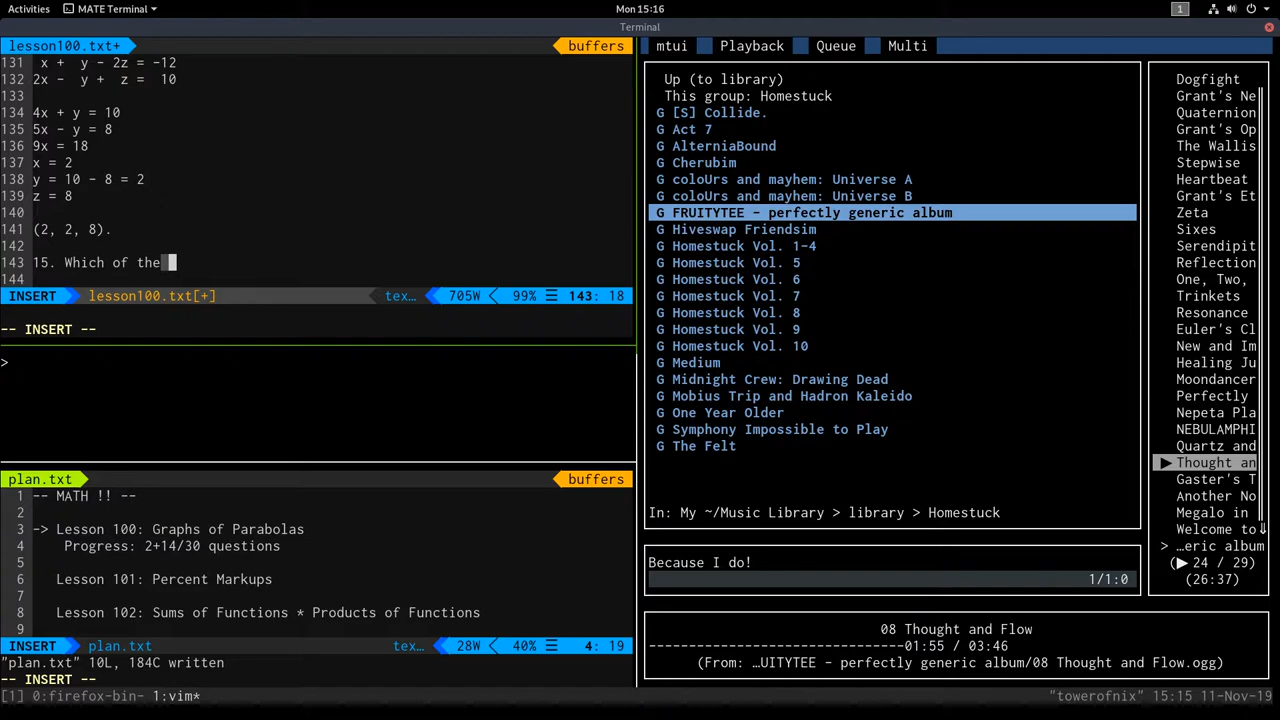 Activities MATE Terminal Mon 15:16 1
Terminal
lesson100.txt+ buffers
131 x + y - 2z = -12
132 2x - y + z = 10
133
134 4x + y = 10
135 5x - y = 8
136 9x = 18
137 x = 2
138 y = 10 - 8 = 2
139 z = 8
140
141 (2, 2, 8).
142
143 15. Which of the
144
INSERT lesson100.txt[+] tex… 705W 99% ☰ 143: 18
-- INSERT --
>
plan.txt buffers
1 -- MATH !! --
2
3 -> Lesson 100: Graphs of Parabolas
4 Progress: 2+14/30 questions
5
6 Lesson 101: Percent Markups
7
8 Lesson 102: Sums of Functions * Products of Functions
9
INSERT plan.txt tex… 28W 40% ☰ 4: 19
"plan.txt" 10L, 184C written
-- INSERT --
mtui Playback Queue Multi
Up (to library)
This group: Homestuck
G [S] Collide.
G Act 7
G AlterniaBound
G Cherubim
G coloUrs and mayhem: Universe A
G coloUrs and mayhem: Universe B
G FRUITYTEE - perfectly generic album
G Hiveswap Friendsim
G Homestuck Vol. 1-4
G Homestuck Vol. 5
G Homestuck Vol. 6
G Homestuck Vol. 7
G Homestuck Vol. 8
G Homestuck Vol. 9
G Homestuck Vol. 10
G Medium
G Midnight Crew: Drawing Dead
G Mobius Trip and Hadron Kaleido
G One Year Older
G Symphony Impossible to Play
G The Felt
In: My ~/Music Library > library > Homestuck
Because I do!
1/1:0
08 Thought and Flow
-------------------------------01:55 / 03:46
(From: …UITYTEE - perfectly generic album/08 Thought and Flow.ogg)
Dogfight
Grant's Ne
Quaternion
Grant's Op
The Wallis
Stepwise
Heartbeat
Grant's Et
Zeta
Sixes
Serendipit
Reflection
One, Two,
Trinkets
Resonance
Euler's Cl
New and Im
Healing Ju
Moondancer
Perfectly
Nepeta Pla
NEBULAMPHI
Quartz and
▶ Thought an
Gaster's T
Another No
Megalo in
Welcome to⇓
> …eric album
(▶ 24 / 29)
(26:37)
[1] 0:firefox-bin- 1:vim* "towerofnix" 15:15 11-Nov-19